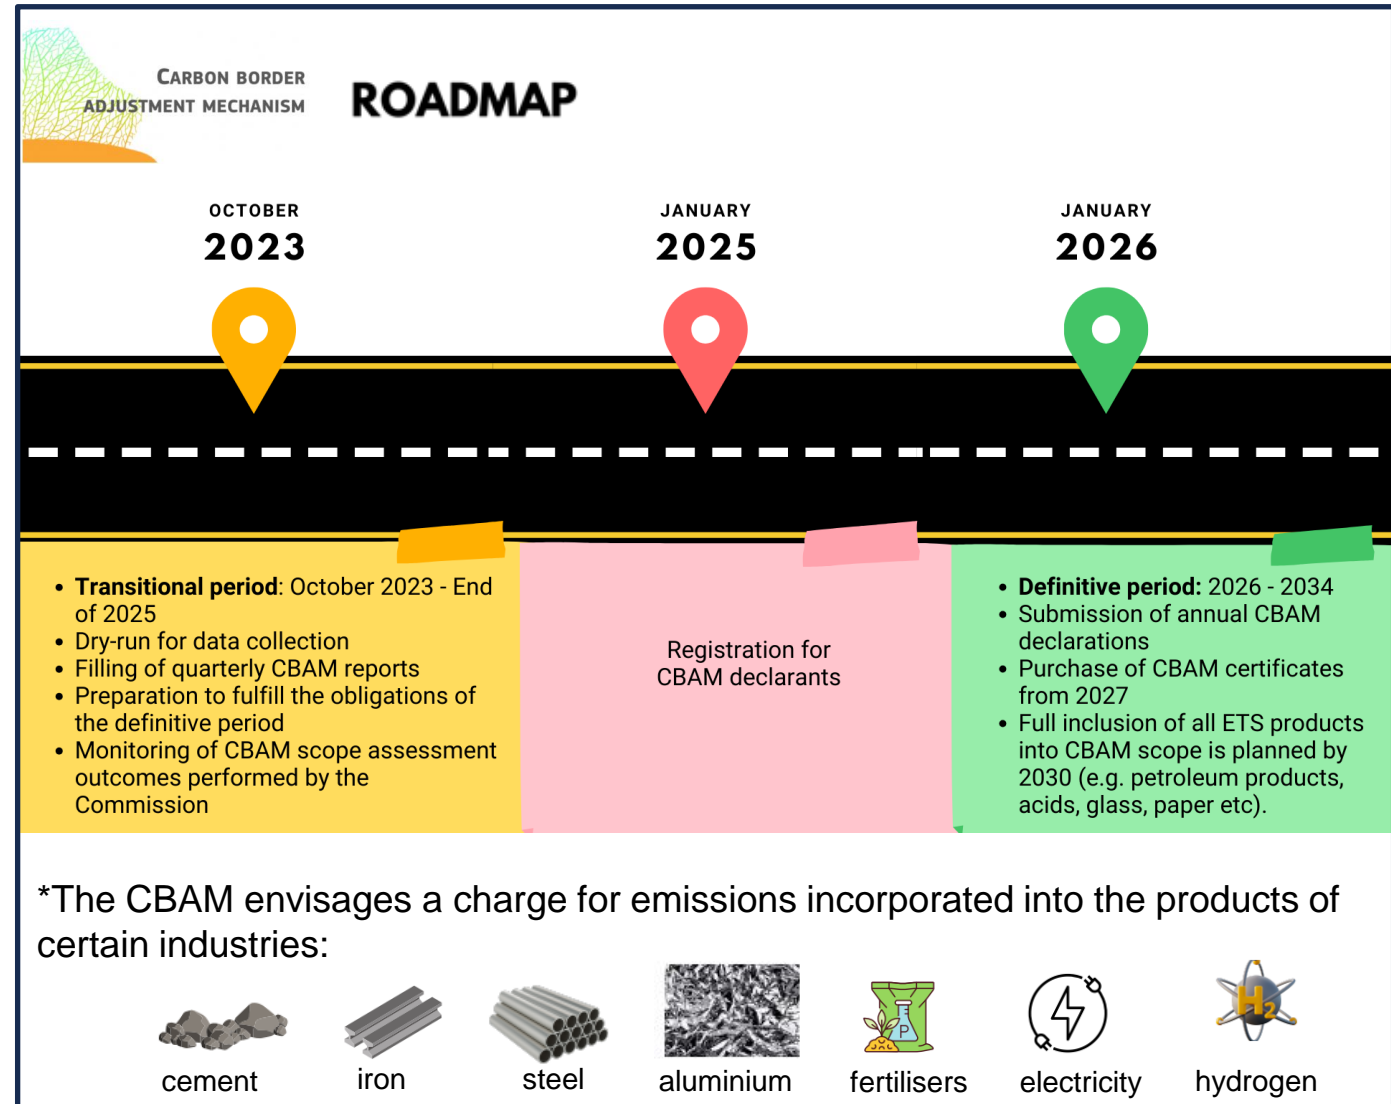 CARBON BORDER
ADJUSTMENT MECHANISM
ROADMAP
OCTOBER
2023
JANUARY
2025
JANUARY
2026
• Transitional period: October 2023 - End
of 2025
• Dry-run for data collection
• Filling of quarterly CBAM reports
• Preparation to fulfill the obligations of
the definitive period
• Monitoring of CBAM scope assessment
outcomes performed by the
Commission
Registration for
CBAM declarants
• Definitive period: 2026 - 2034
• Submission of annual CBAM
declarations
• Purchase of CBAM certificates
from 2027
• Full inclusion of all ETS products
into CBAM scope is planned by
2030 (e.g. petroleum products,
acids, glass, paper etc).
*The CBAM envisages a charge for emissions incorporated into the products of
certain industries:
P
H2
cement
iron
steel
aluminium
fertilisers
electricity
hydrogen